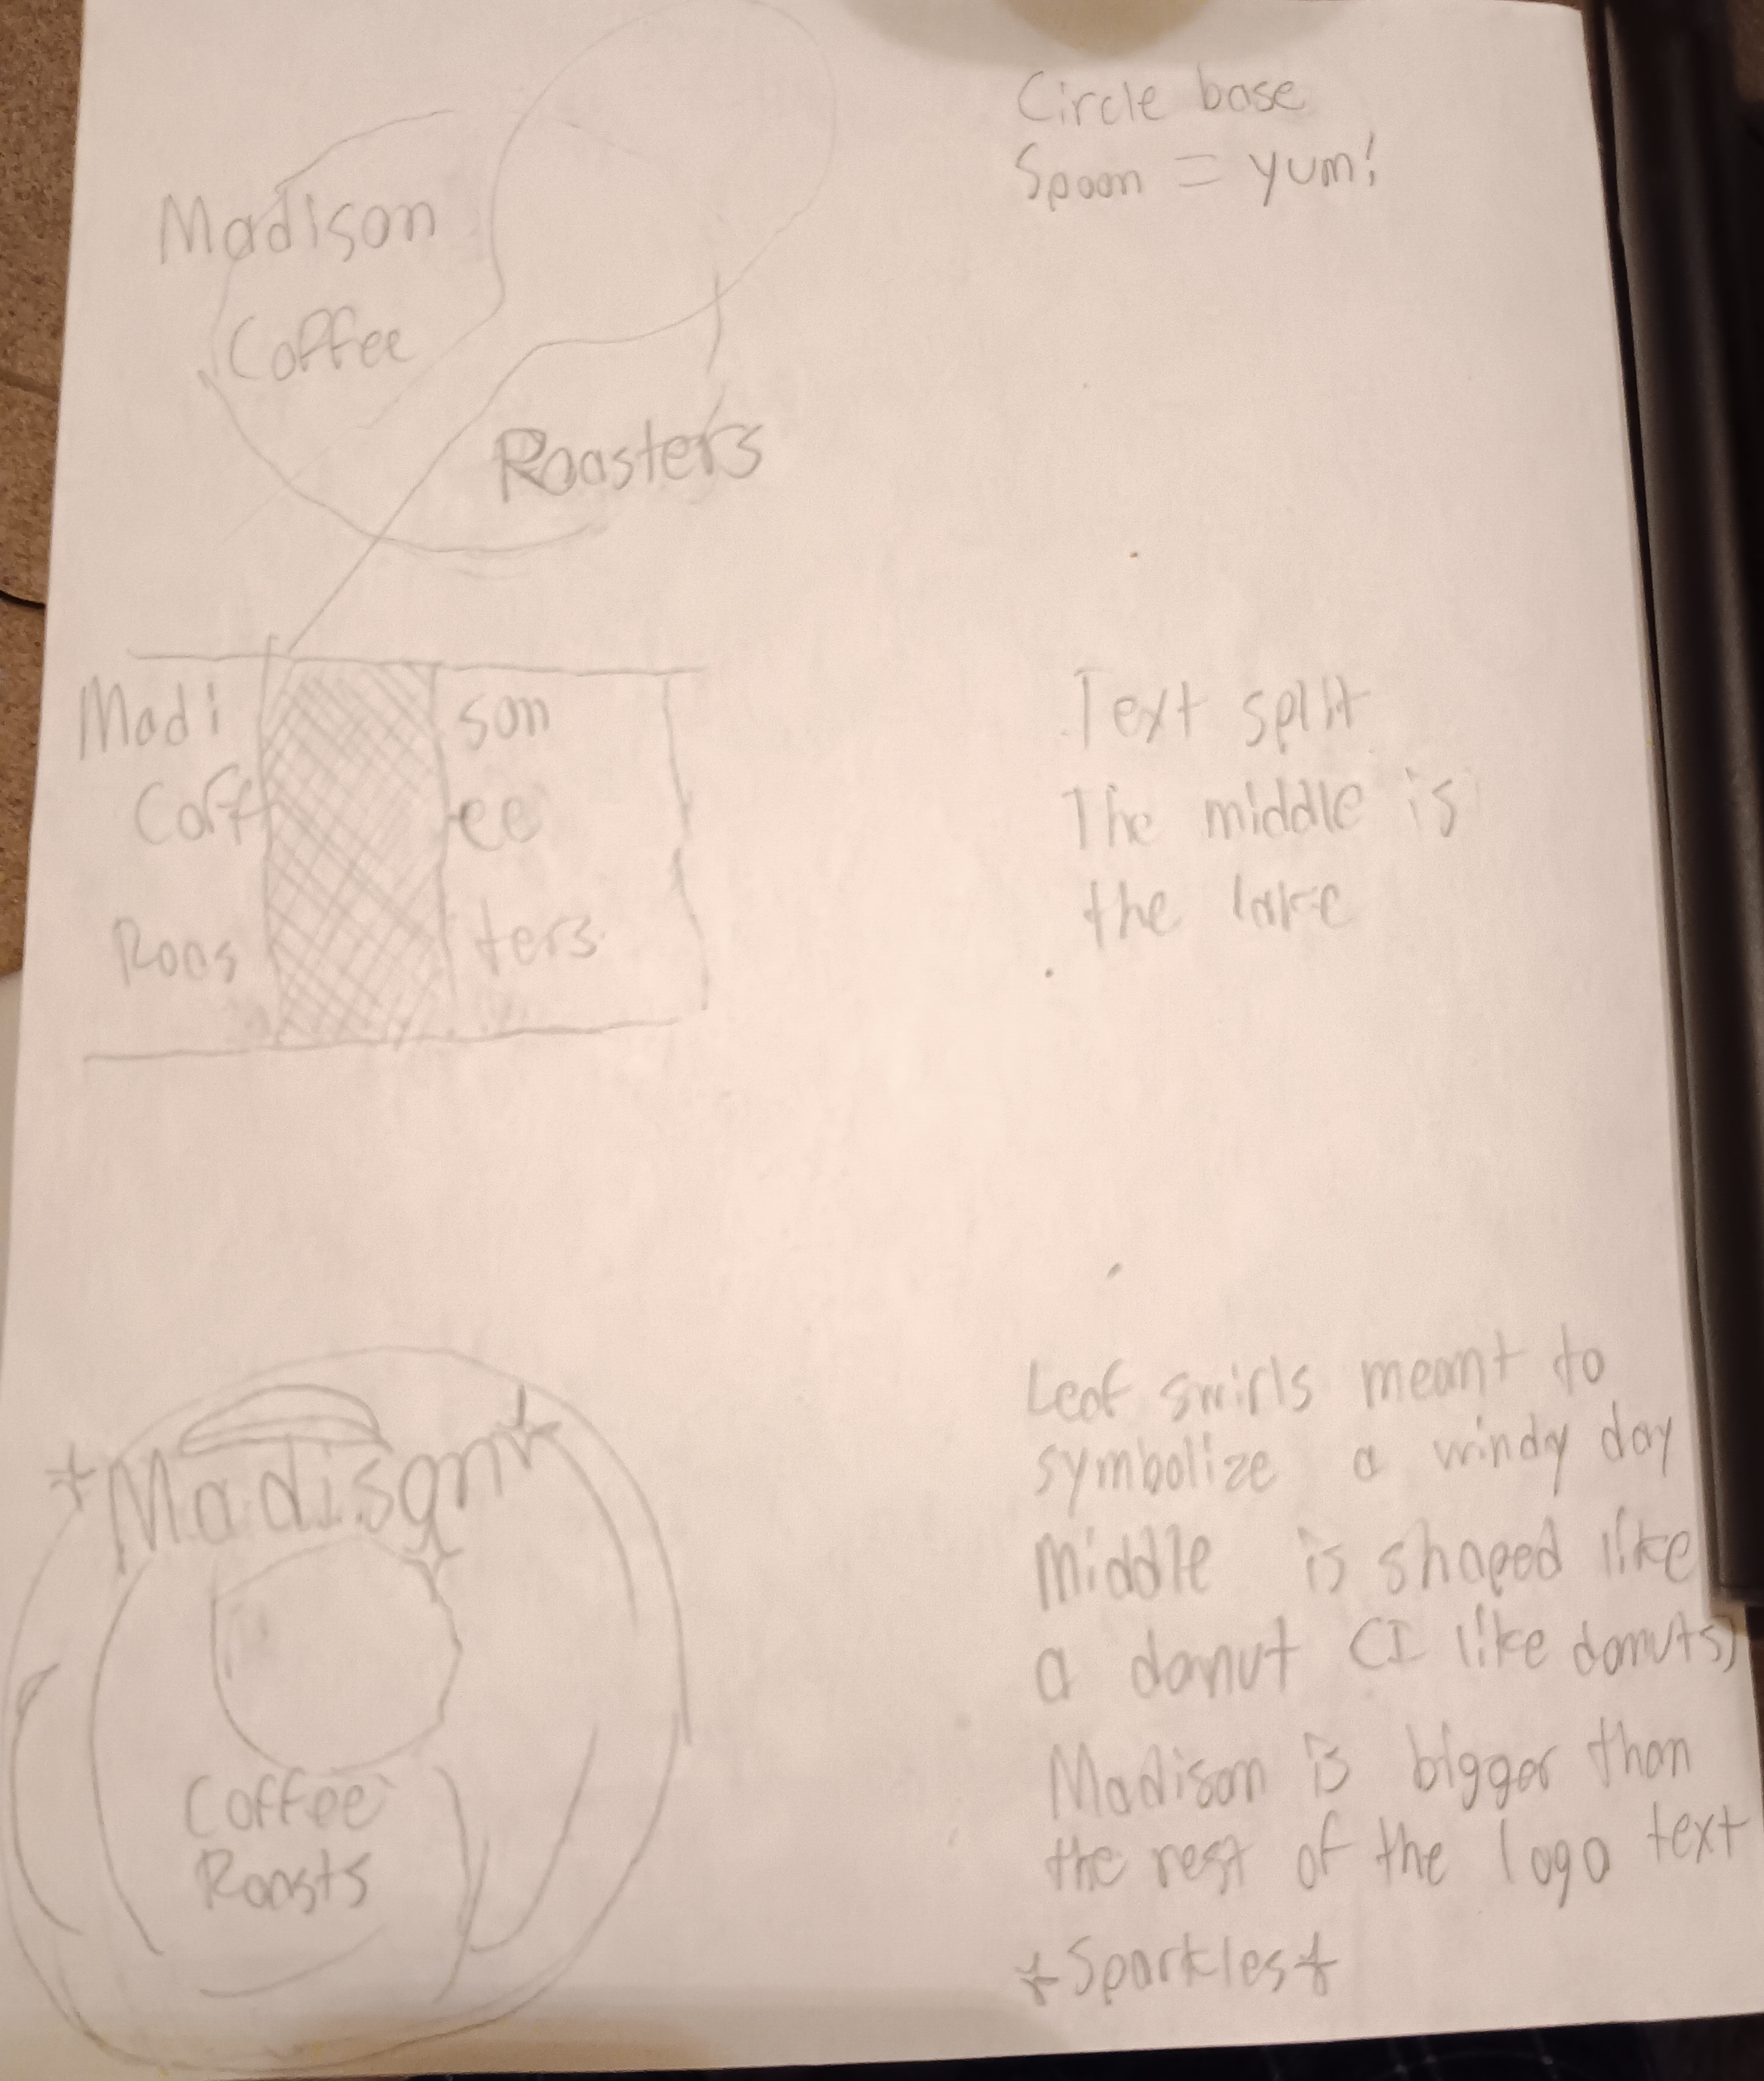 Circle base
Spoon = yum!
Madison
Coffee
Roasters
Madi son
Coff ee
Roas ters
Text split
The middle is
the lake
*Madison*
Coffee
Roasts
Leaf swirls meant to
symbolize a windy day
Middle is shaped like
a donut (I like donuts)
Madison is bigger than
the rest of the logo text
*Sparkles*